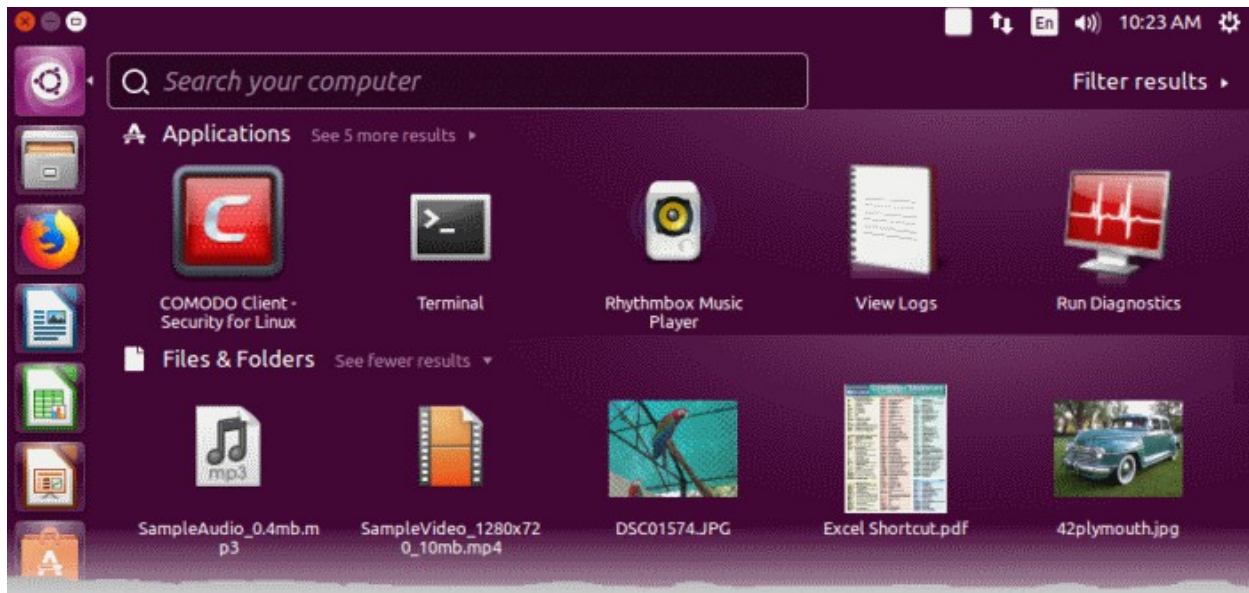 En
10:23 AM
Search your computer
Filter results
Applications See 5 more results
C
>_
COMODO Client -
Security for Linux
Terminal
Rhythmbox Music
Player
View Logs
Run Diagnostics
Files & Folders See fewer results
mp3
SampleAudio_0.4mb.m
p3
SampleVideo_1280x72
0_10mb.mp4
DSC01574.JPG
Excel Shortcut.pdf
42plymouth.jpg